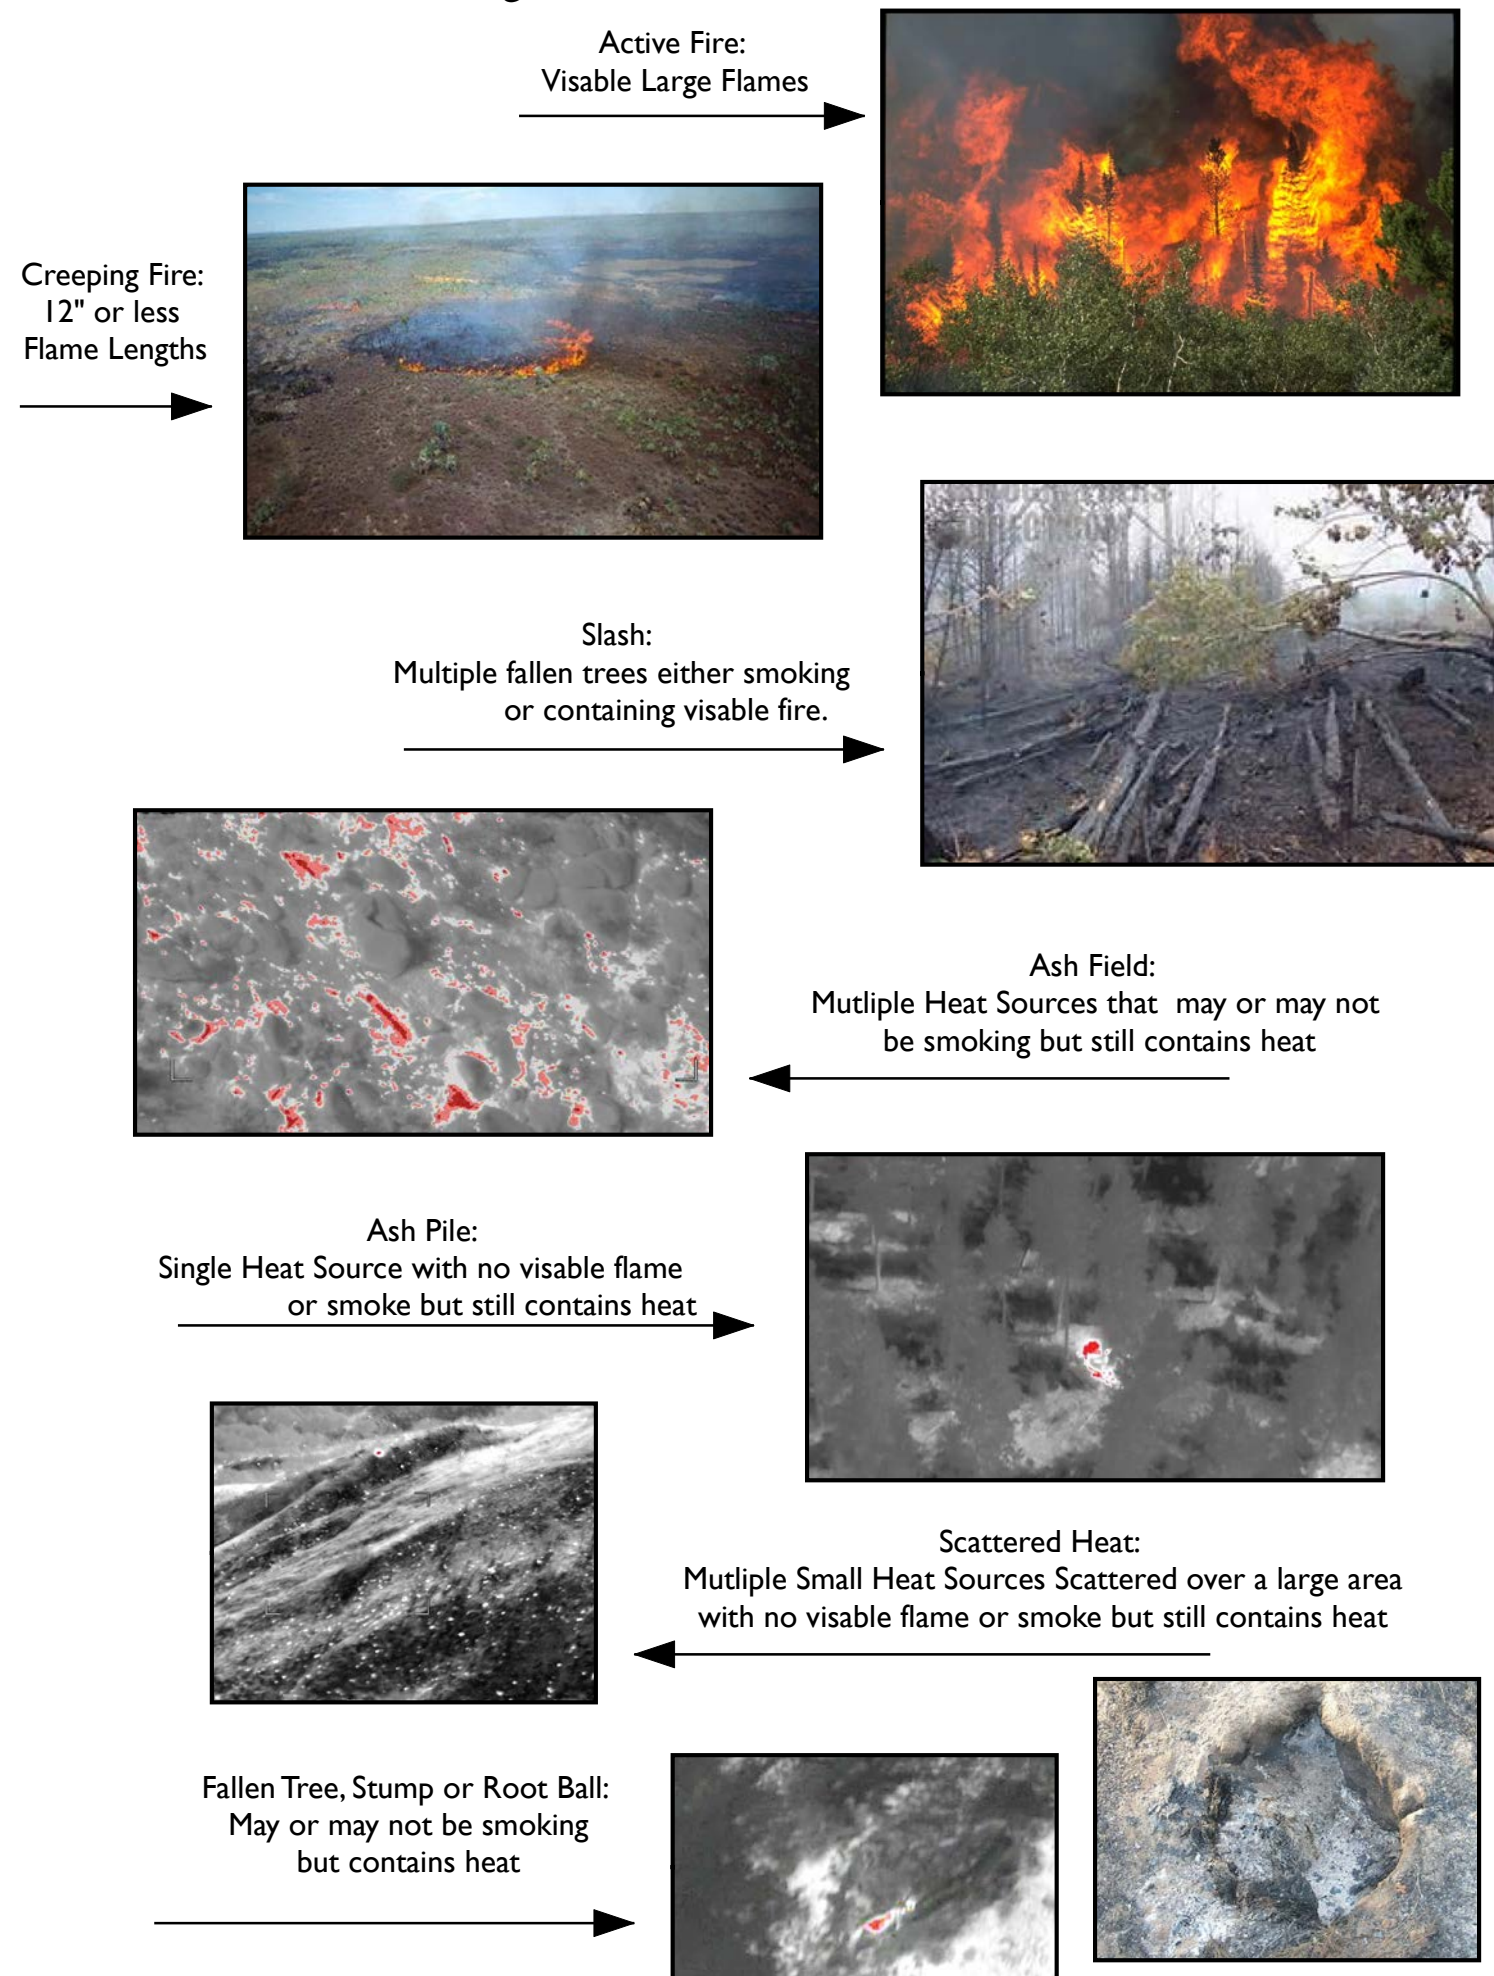 Active Fire:
Visable Large Flames
Creeping Fire:
12" or less
Flame Lengths
Slash:
Multiple fallen trees either smoking
or containing visable fire.
Ash Field:
Mutliple Heat Sources that may or may not
be smoking but still contains heat
Ash Pile:
Single Heat Source with no visable flame
or smoke but still contains heat
Scattered Heat:
Mutliple Small Heat Sources Scattered over a large area
with no visable flame or smoke but still contains heat
Fallen Tree, Stump or Root Ball:
May or may not be smoking
but contains heat